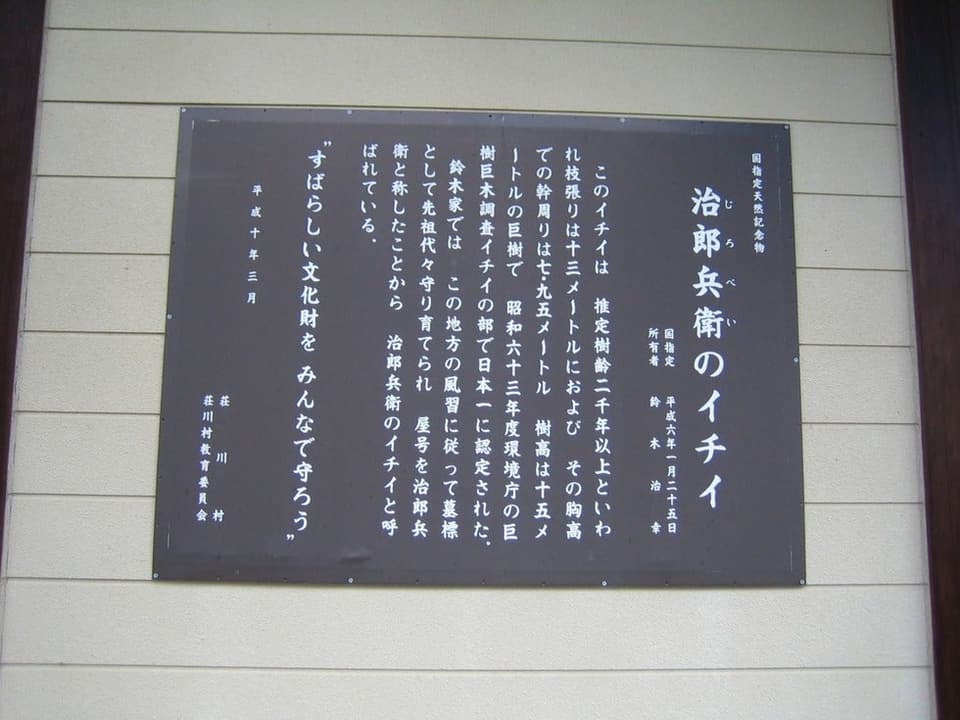 国指定天然記念物
治郎兵衛のイチイ
じろべい
国指定 平成六年一月二十五日
所有者 鈴木治幸
このイチイは 推定樹齢二千年以上といわ
れ枝張りは十三メートルにおよび その胸高
での幹周りは七・九五メートル 樹高は十五メ
ートルの巨樹で 昭和六十三年度環境庁の巨
樹巨木調査イチイの部で日本一に認定された.
鈴木家では この地方の風習に従って墓標
として先祖代々守り育てられ 屋号を治郎兵
衛と称したことから 治郎兵衛のイチイと呼
ばれている.
"すばらしい文化財を みんなで守ろう"
平成十年三月
荘川村
荘川村教育委員会